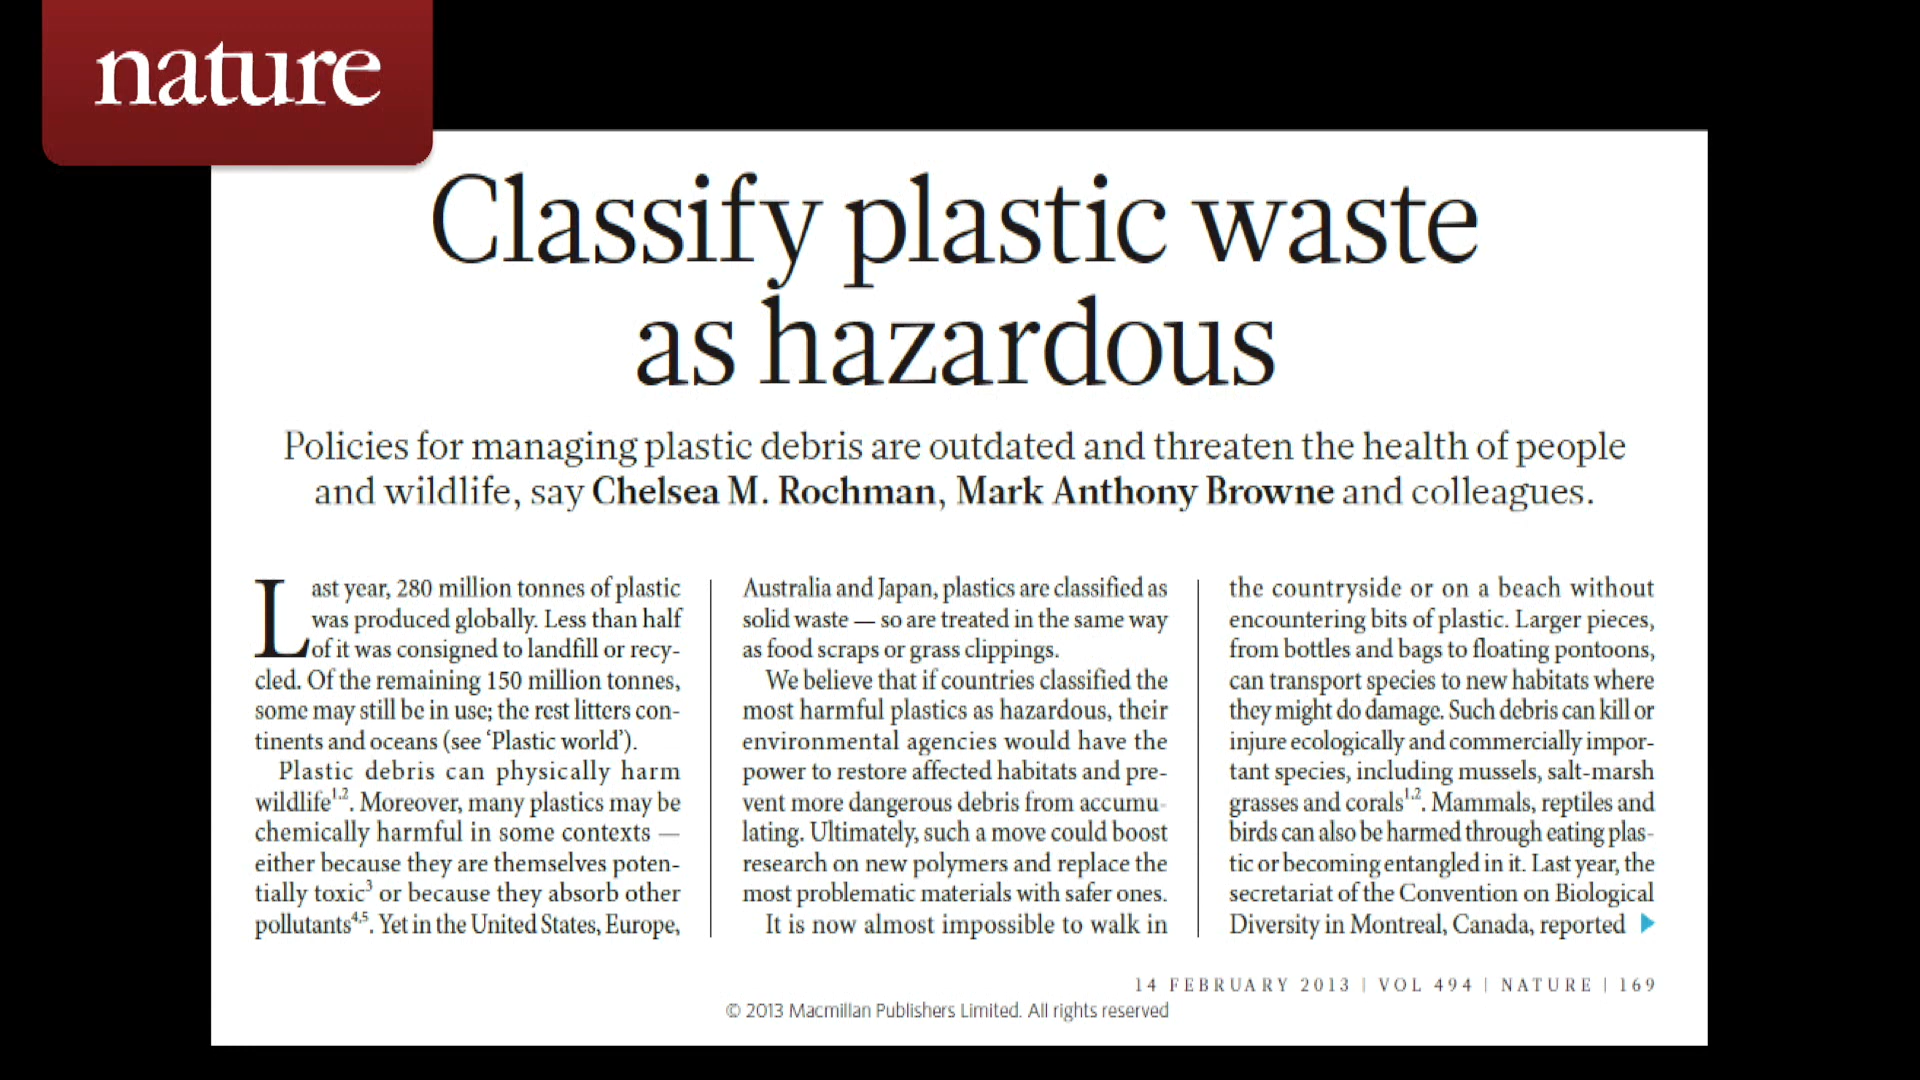 nature
Classify plastic waste
as hazardous
Policies for managing plastic debris are outdated and threaten the health of people
and wildlife, say Chelsea M. Rochman, Mark Anthony Browne and colleagues.
Last year, 280 million tonnes of plastic
was produced globally. Less than half
of it was consigned to landfill or recy-
cled. Of the remaining 150 million tonnes,
some may still be in use; the rest litters con-
tinents and oceans (see ‘Plastic world’).
Plastic debris can physically harm
wildlife1,2. Moreover, many plastics may be
chemically harmful in some contexts —
either because they are themselves poten-
tially toxic3 or because they absorb other
pollutants4,5. Yet in the United States, Europe,
Australia and Japan, plastics are classified as
solid waste — so are treated in the same way
as food scraps or grass clippings.
We believe that if countries classified the
most harmful plastics as hazardous, their
environmental agencies would have the
power to restore affected habitats and pre-
vent more dangerous debris from accumu-
lating. Ultimately, such a move could boost
research on new polymers and replace the
most problematic materials with safer ones.
It is now almost impossible to walk in
the countryside or on a beach without
encountering bits of plastic. Larger pieces,
from bottles and bags to floating pontoons,
can transport species to new habitats where
they might do damage. Such debris can kill or
injure ecologically and commercially impor-
tant species, including mussels, salt-marsh
grasses and corals1,2. Mammals, reptiles and
birds can also be harmed through eating plas-
tic or becoming entangled in it. Last year, the
secretariat of the Convention on Biological
Diversity in Montreal, Canada, reported
14 FEBRUARY 2013 | VOL 494 | NATURE | 169
© 2013 Macmillan Publishers Limited. All rights reserved